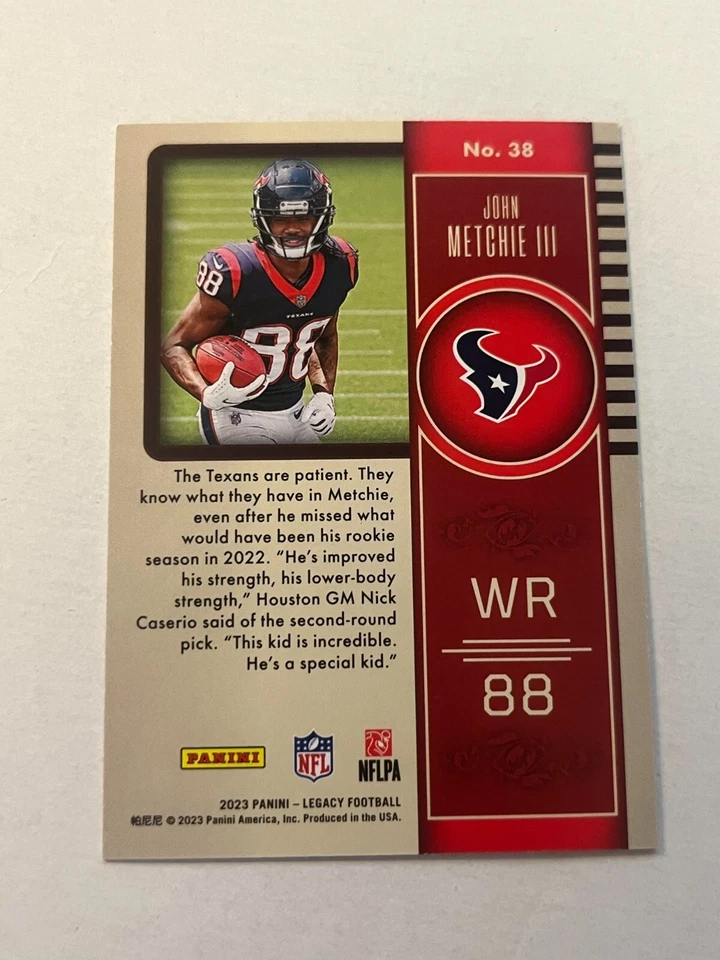 No. 38
JOHN
METCHIE III
88
TEXANS
88
The Texans are patient. They
know what they have in Metchie,
even after he missed what
would have been his rookie
season in 2022. “He’s improved
his strength, his lower-body
strength,” Houston GM Nick
Caserio said of the second-round
pick. “This kid is incredible.
He’s a special kid.”
WR
88
PANINI
NFL
NFLPA
2023 PANINI – LEGACY FOOTBALL
帕尼尼 © 2023 Panini America, Inc. Produced in the USA.